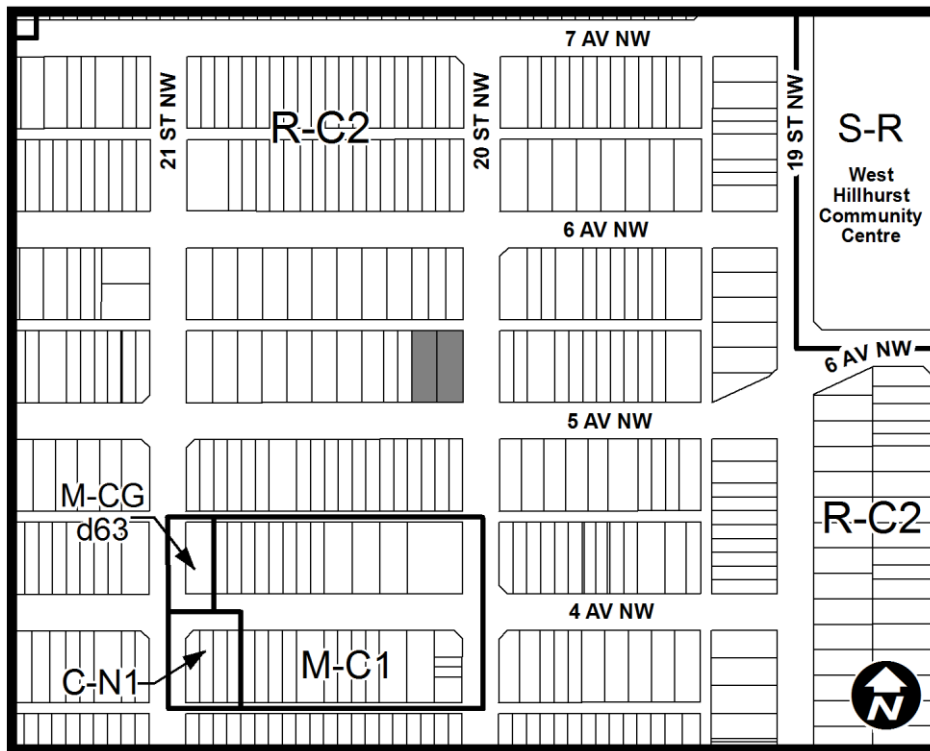 7 AV NW
21 ST NW
R-C2
20 ST NW
19 ST NW
S-R
West
Hillhurst
Community
Centre
6 AV NW
6 AV NW
5 AV NW
M-CG
d63
R-C2
4 AV NW
C-N1
M-C1
N